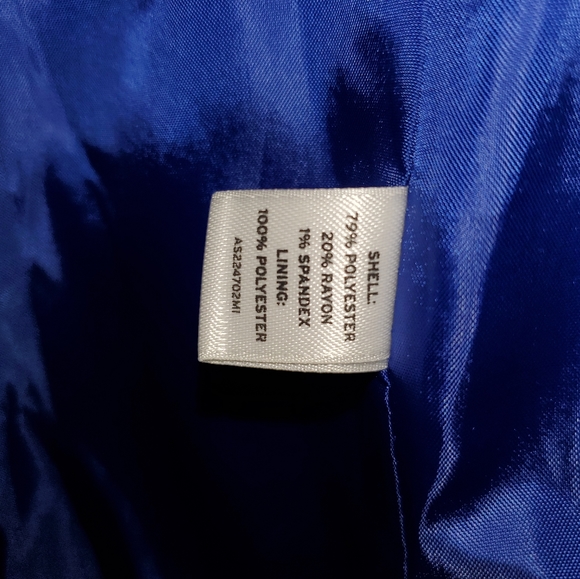 SHELL:
79% POLYESTER
20% RAYON
1% SPANDEX
LINING:
100% POLYESTER
AS224702MI